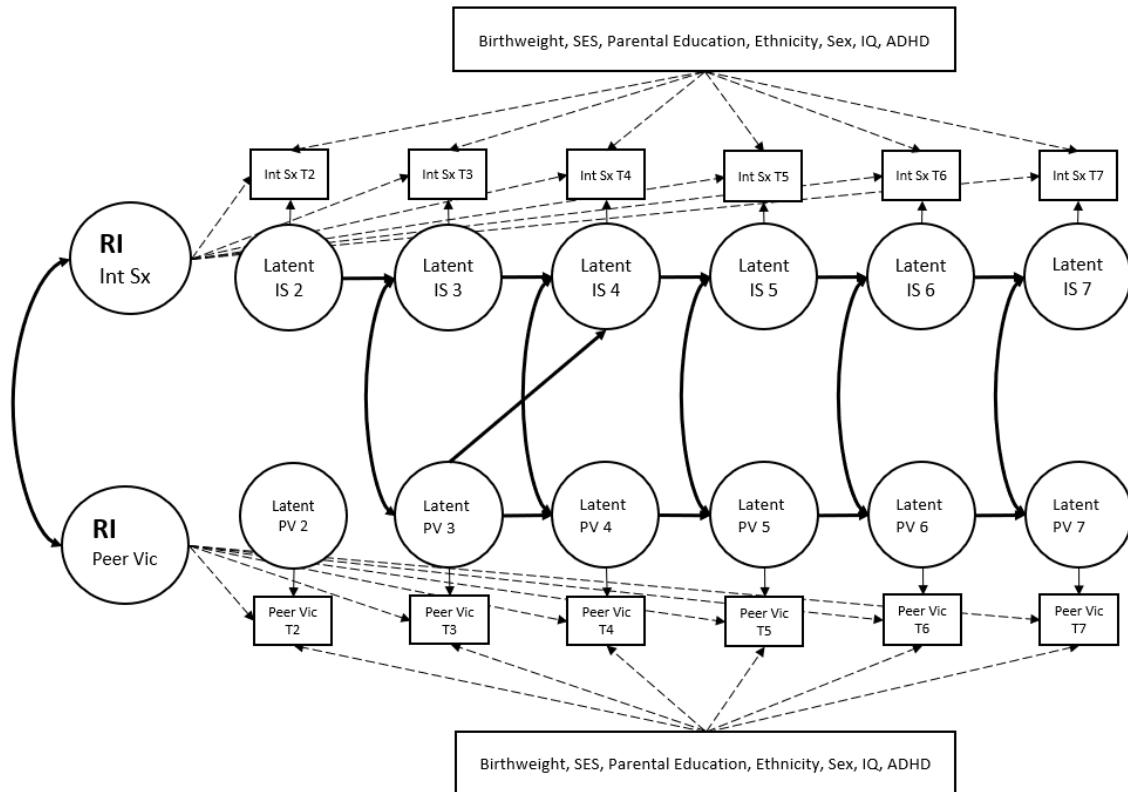 Birthweight, SES, Parental Education, Ethnicity, Sex, IQ, ADHD
Int Sx T2
Int Sx T3
Int Sx T4
Int Sx T5
Int Sx T6
Int Sx T7
RI
Int Sx
Latent
IS 2
Latent
IS 3
Latent
IS 4
Latent
IS 5
Latent
IS 6
Latent
IS 7
RI
Peer Vic
Latent
PV 2
Latent
PV 3
Latent
PV 4
Latent
PV 5
Latent
PV 6
Latent
PV 7
Peer Vic
T2
Peer Vic
T3
Peer Vic
T4
Peer Vic
T5
Peer Vic
T6
Peer Vic
T7
Birthweight, SES, Parental Education, Ethnicity, Sex, IQ, ADHD